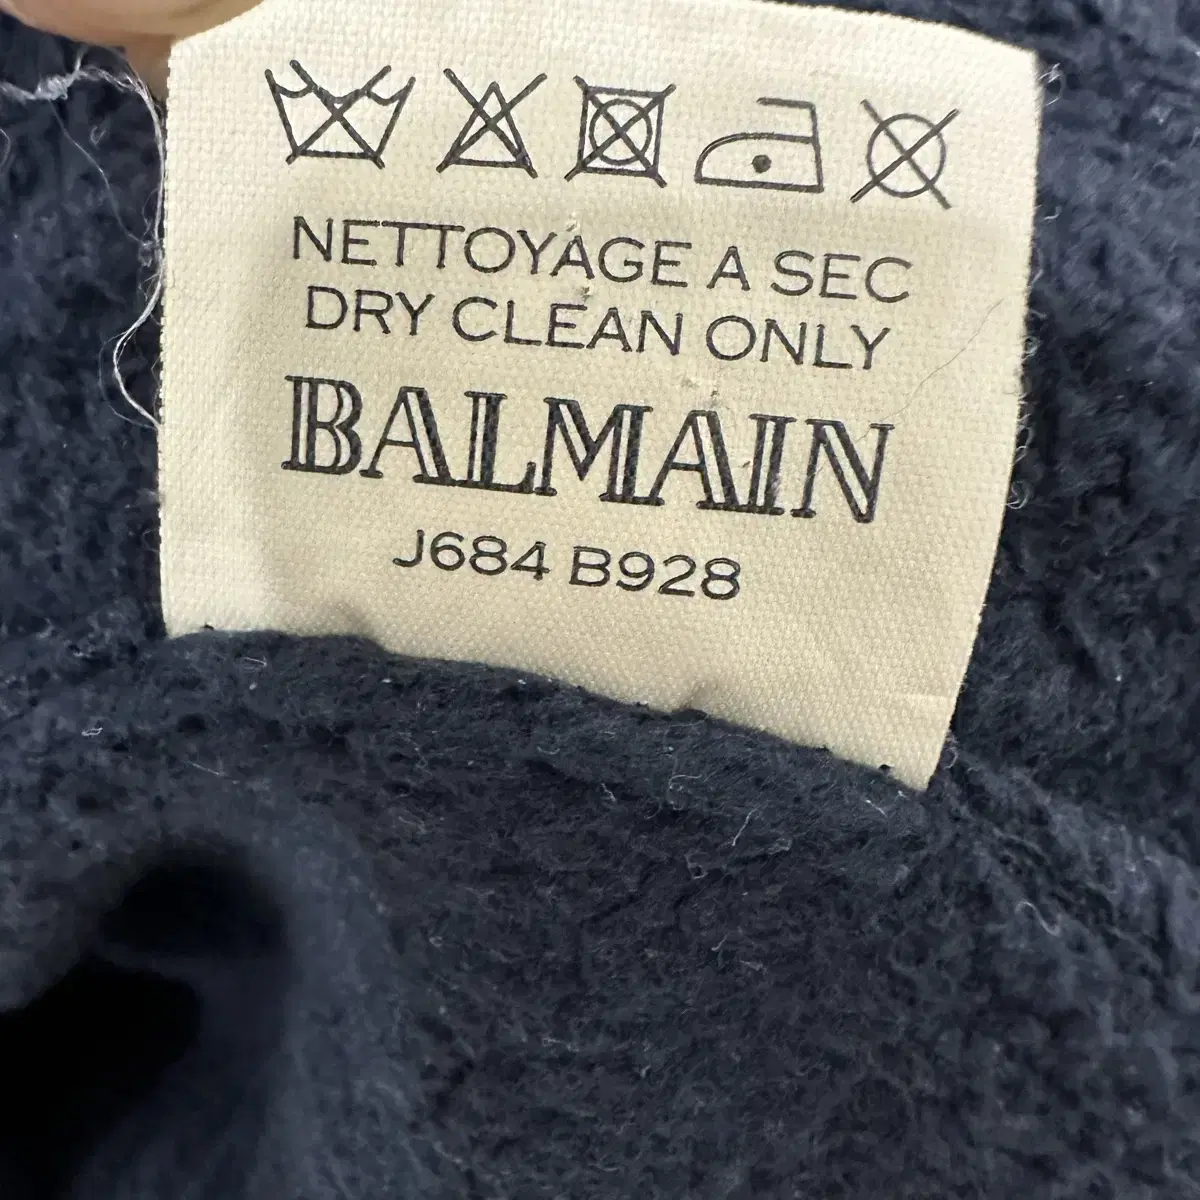 NETTOYAGE A SEC
DRY CLEAN ONLY
BALMAIN
J684 B928